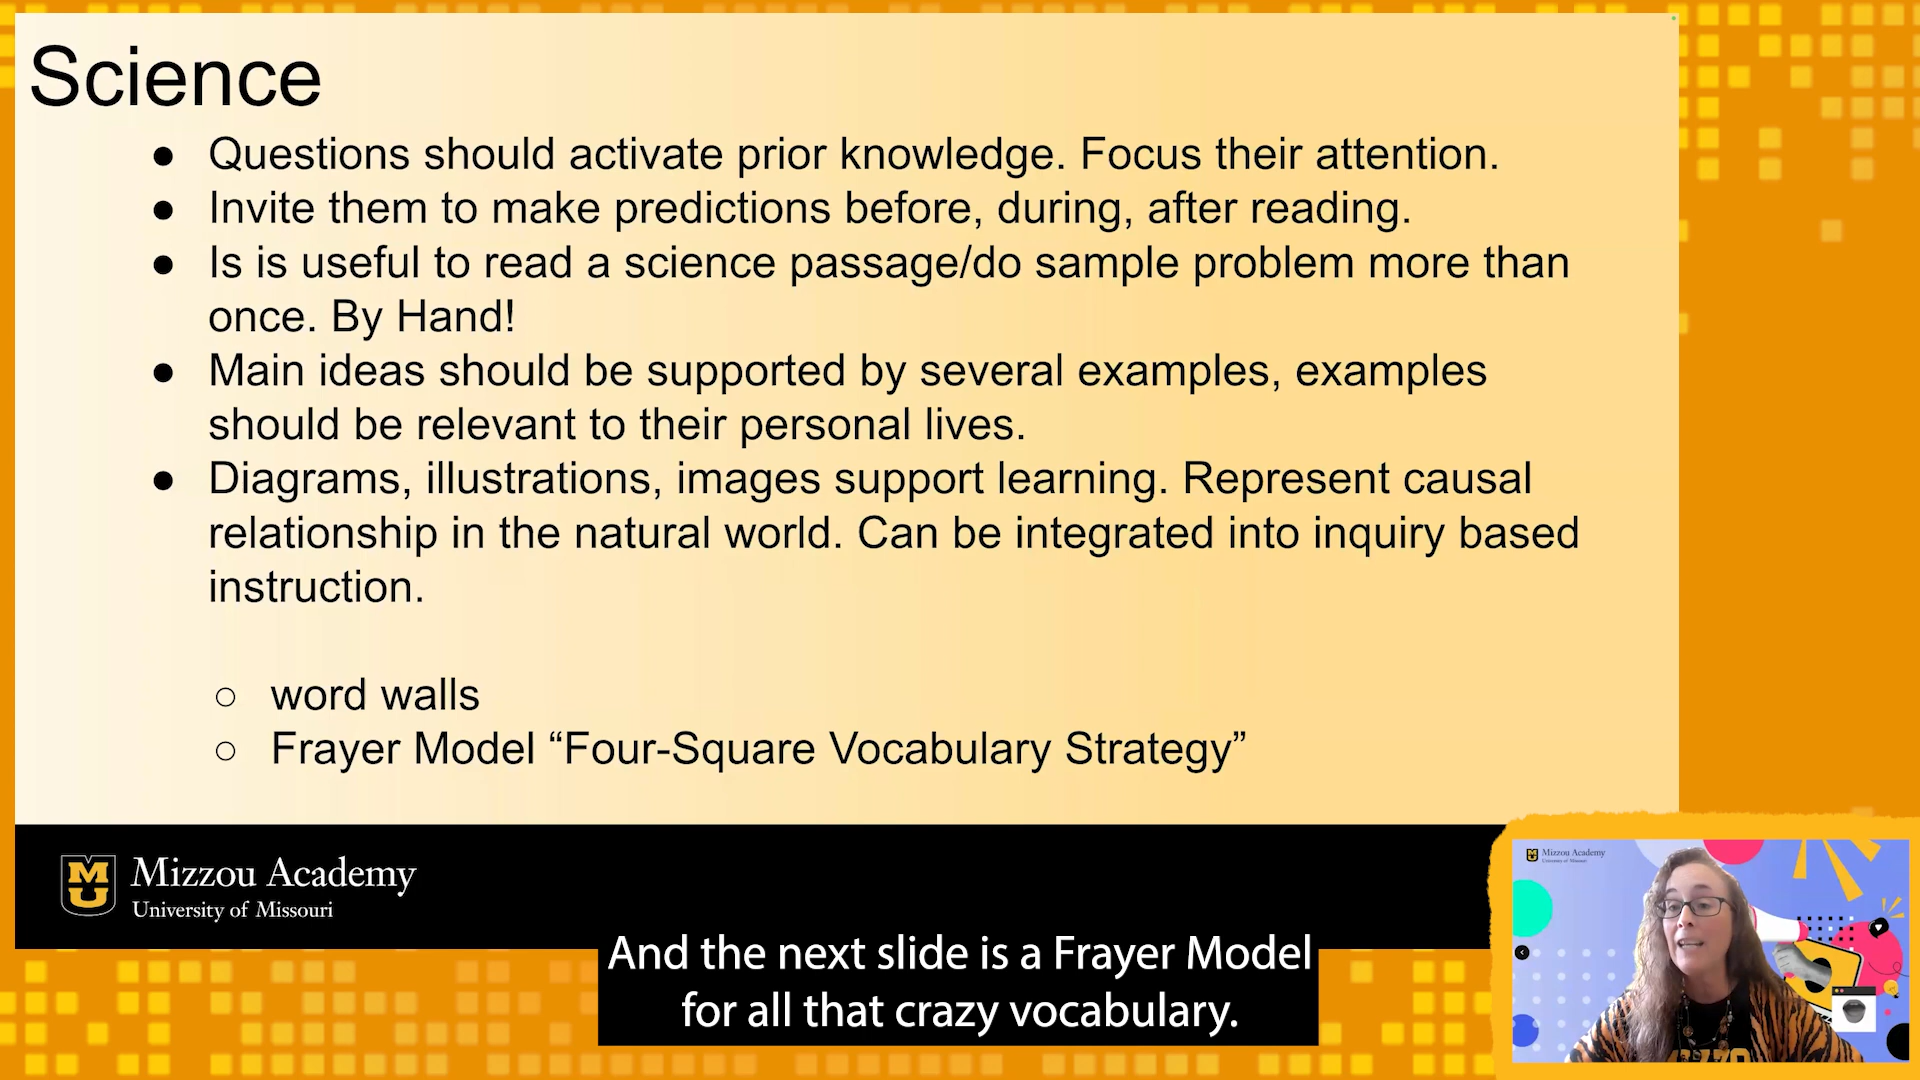 Science
● Questions should activate prior knowledge. Focus their attention.
● Invite them to make predictions before, during, after reading.
● Is is useful to read a science passage/do sample problem more than
once. By Hand!
● Main ideas should be supported by several examples, examples
should be relevant to their personal lives.
● Diagrams, illustrations, images support learning. Represent causal
relationship in the natural world. Can be integrated into inquiry based
instruction.
○ word walls
○ Frayer Model “Four-Square Vocabulary Strategy”
Mizzou Academy
University of Missouri
Mizzou Academy
University of Missouri
And the next slide is a Frayer Model
for all that crazy vocabulary.